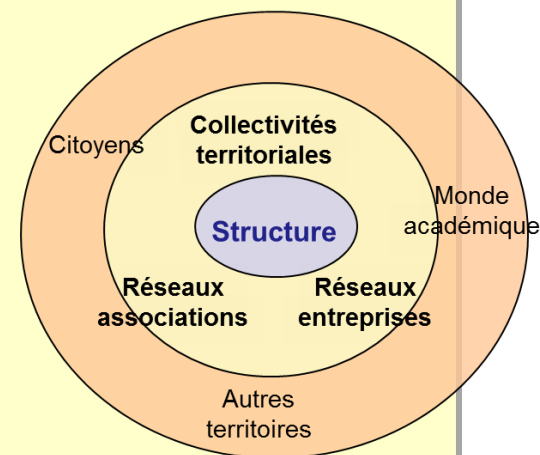 Collectivités
territoriales
Citoyens
Structure
Monde
académique
Réseaux
associations
Réseaux
entreprises
Autres
territoires